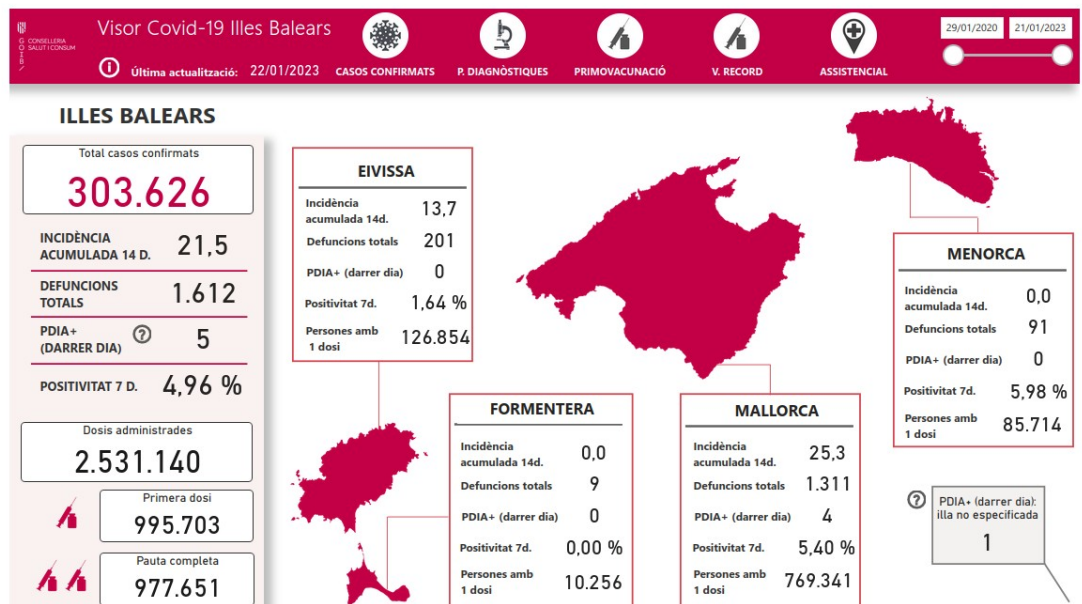 G
O
I
B
/
CONSELLERIA
SALUT I CONSUM
Visor Covid-19 Illes Balears
Última actualització: 22/01/2023
CASOS CONFIRMATS
P. DIAGNÒSTIQUES
PRIMOVACUNACIÓ
V. RECORD
ASSISTENCIAL
29/01/2020
21/01/2023
ILLES BALEARS
Total casos confirmats
303.626
INCIDÈNCIA
ACUMULADA 14 D.
21,5
DEFUNCIONS
TOTALS
1.612
PDIA+
(DARRER DIA)
?
5
POSITIVITAT 7 D.
4,96 %
Dosis administrades
2.531.140
Primera dosi
995.703
Pauta completa
977.651
EIVISSA
Incidència
acumulada 14d.
13,7
Defuncions totals
201
PDIA+ (darrer dia)
0
Positivitat 7d.
1,64 %
Persones amb
1 dosi
126.854
FORMENTERA
Incidència
acumulada 14d.
0,0
Defuncions totals
9
PDIA+ (darrer dia)
0
Positivitat 7d.
0,00 %
Persones amb
1 dosi
10.256
MALLORCA
Incidència
acumulada 14d.
25,3
Defuncions totals
1.311
PDIA+ (darrer dia)
4
Positivitat 7d.
5,40 %
Persones amb
1 dosi
769.341
MENORCA
Incidència
acumulada 14d.
0,0
Defuncions totals
91
PDIA+ (darrer dia)
0
Positivitat 7d.
5,98 %
Persones amb
1 dosi
85.714
?
PDIA+ (darrer dia):
illa no especificada
1